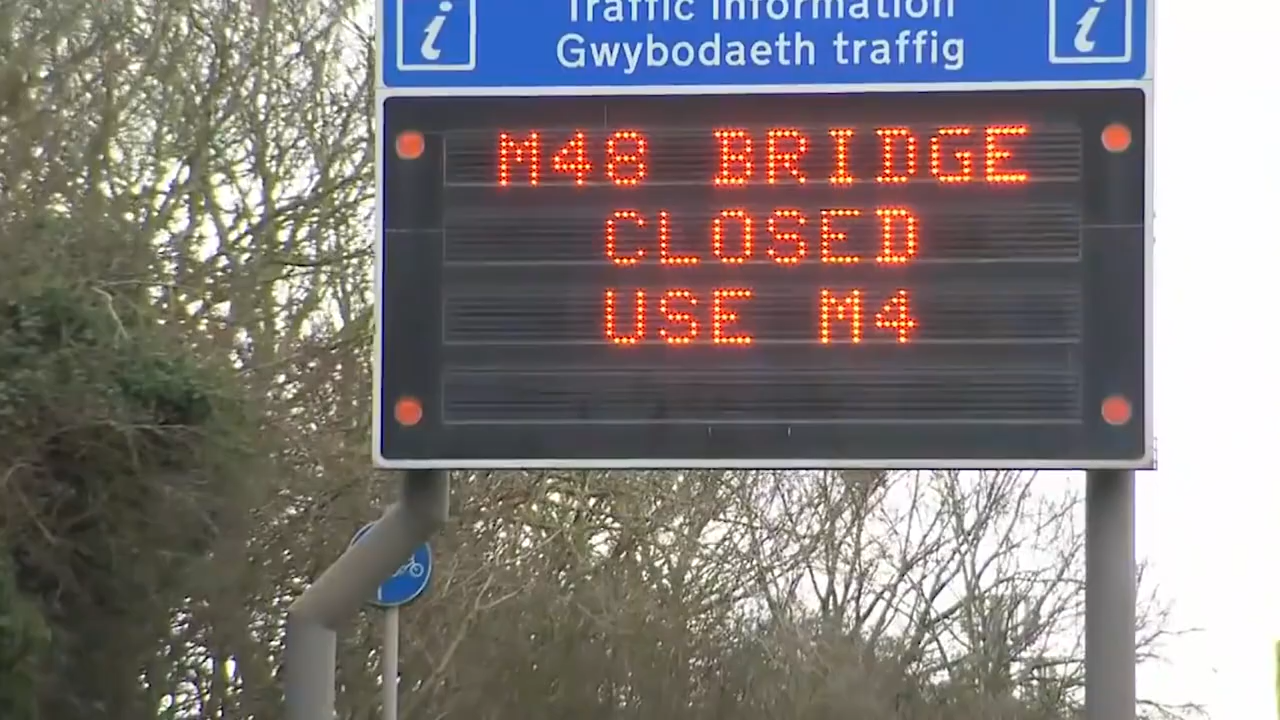 Traffic information
Gwybodaeth traffig
M48 BRIDGE
CLOSED
USE M4